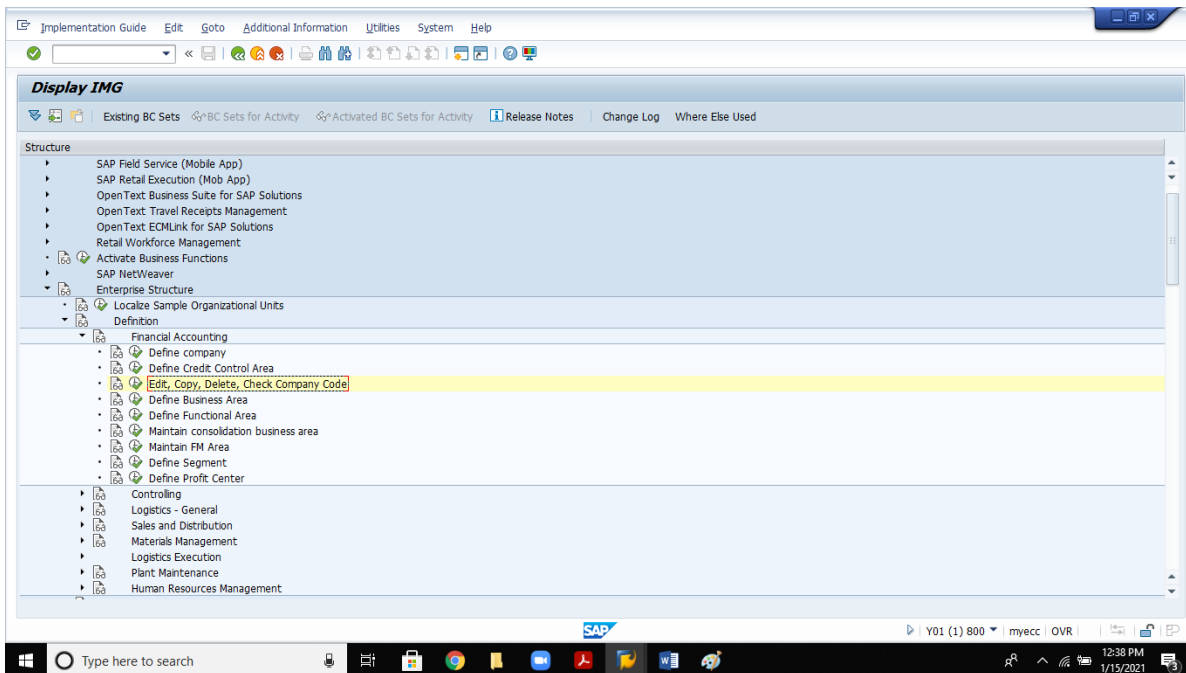 Implementation Guide Edit Goto Additional Information Utilities System Help
Display IMG
Existing BC Sets BC Sets for Activity Activated BC Sets for Activity Release Notes Change Log Where Else Used
Structure
SAP Field Service (Mobile App)
SAP Retail Execution (Mob App)
OpenText Business Suite for SAP Solutions
OpenText Travel Receipts Management
OpenText ECMLink for SAP Solutions
Retail Workforce Management
Activate Business Functions
SAP NetWeaver
Enterprise Structure
Localize Sample Organizational Units
Definition
Financial Accounting
Define company
Define Credit Control Area
Edit, Copy, Delete, Check Company Code
Define Business Area
Define Functional Area
Maintain consolidation business area
Maintain FM Area
Define Segment
Define Profit Center
Controlling
Logistics - General
Sales and Distribution
Materials Management
Logistics Execution
Plant Maintenance
Human Resources Management
SAP Y01 (1) 800 myecc OVR
Type here to search 12:38 PM
1/15/2021